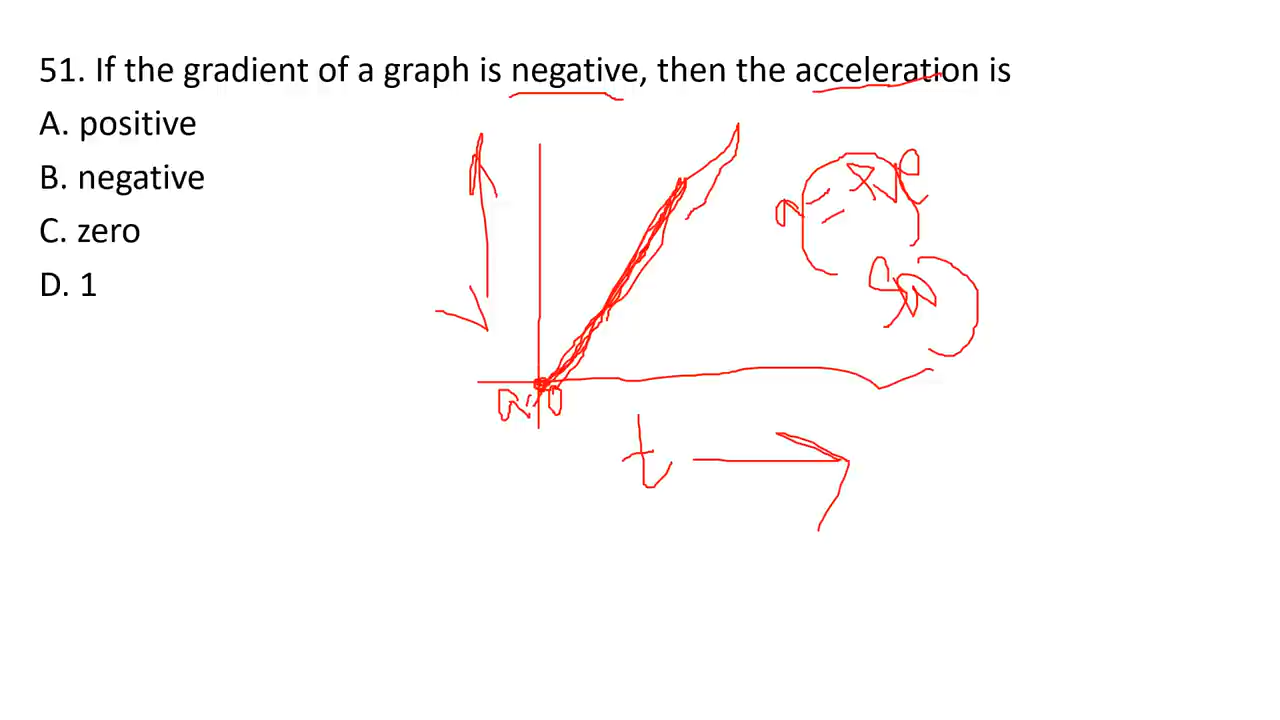 51. If the gradient of a graph is negative, then the acceleration is
A. positive
B. negative
C. zero
D. 1
t